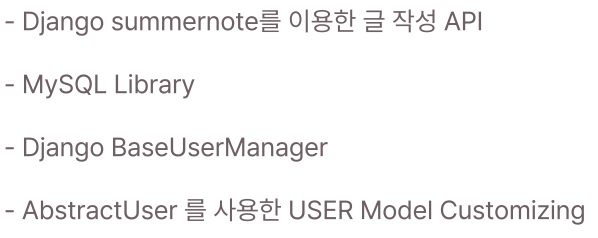 - Django summernote를 이용한 글 작성 API
- MySQL Library
- Django BaseUserManager
- AbstractUser 를 사용한 USER Model Customizing